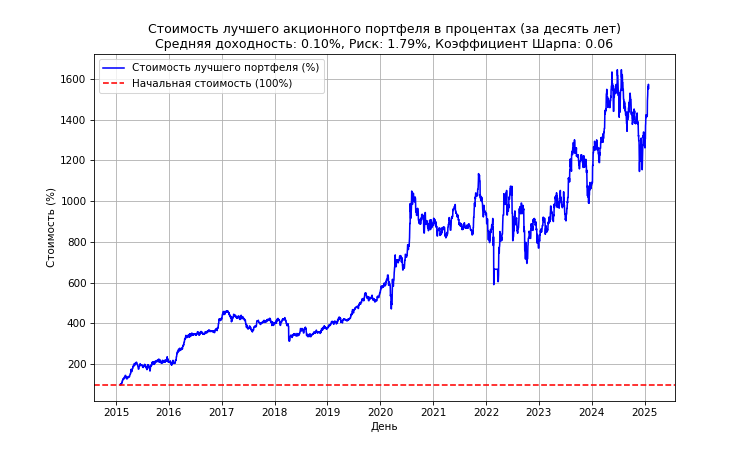 Стоимость лучшего акционного портфеля в процентах (за десять лет)
Средняя доходность: 0.10%, Риск: 1.79%, Коэффициент Шарпа: 0.06
Стоимость лучшего портфеля (%)
Начальная стоимость (100%)
Стоимость (%)
1600
1400
1200
1000
800
600
400
200
2015 2016 2017 2018 2019 2020 2021 2022 2023 2024 2025
День